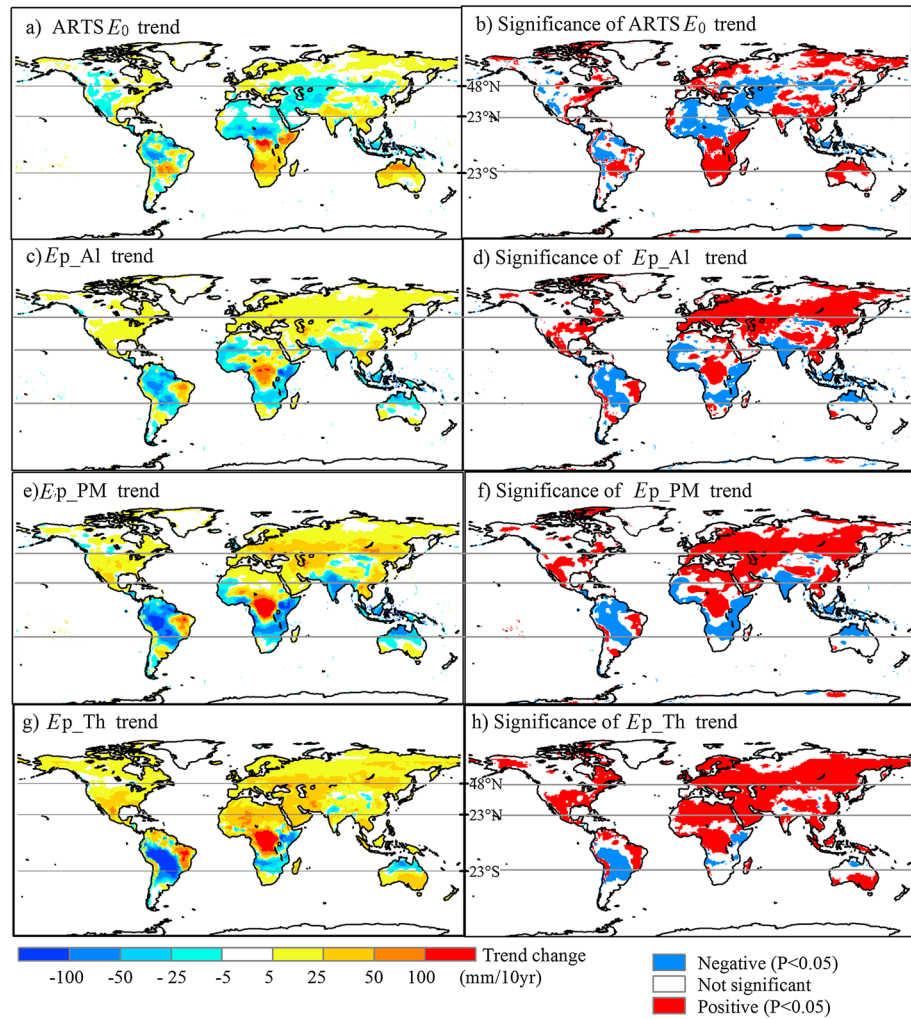 a) ARTS E₀ trend
b) Significance of ARTS E₀ trend
48°N
23°N
23°S
c) Ep_Al trend
d) Significance of Ep_Al trend
e)Ep_PM trend
f) Significance of Ep_PM trend
g) Ep_Th trend
h) Significance of Ep_Th trend
48°N
23°N
23°S
-100 -50 -25 -5 5 25 50 100
Trend change
(mm/10yr)
Negative (P<0.05)
Not significant
Positive (P<0.05)